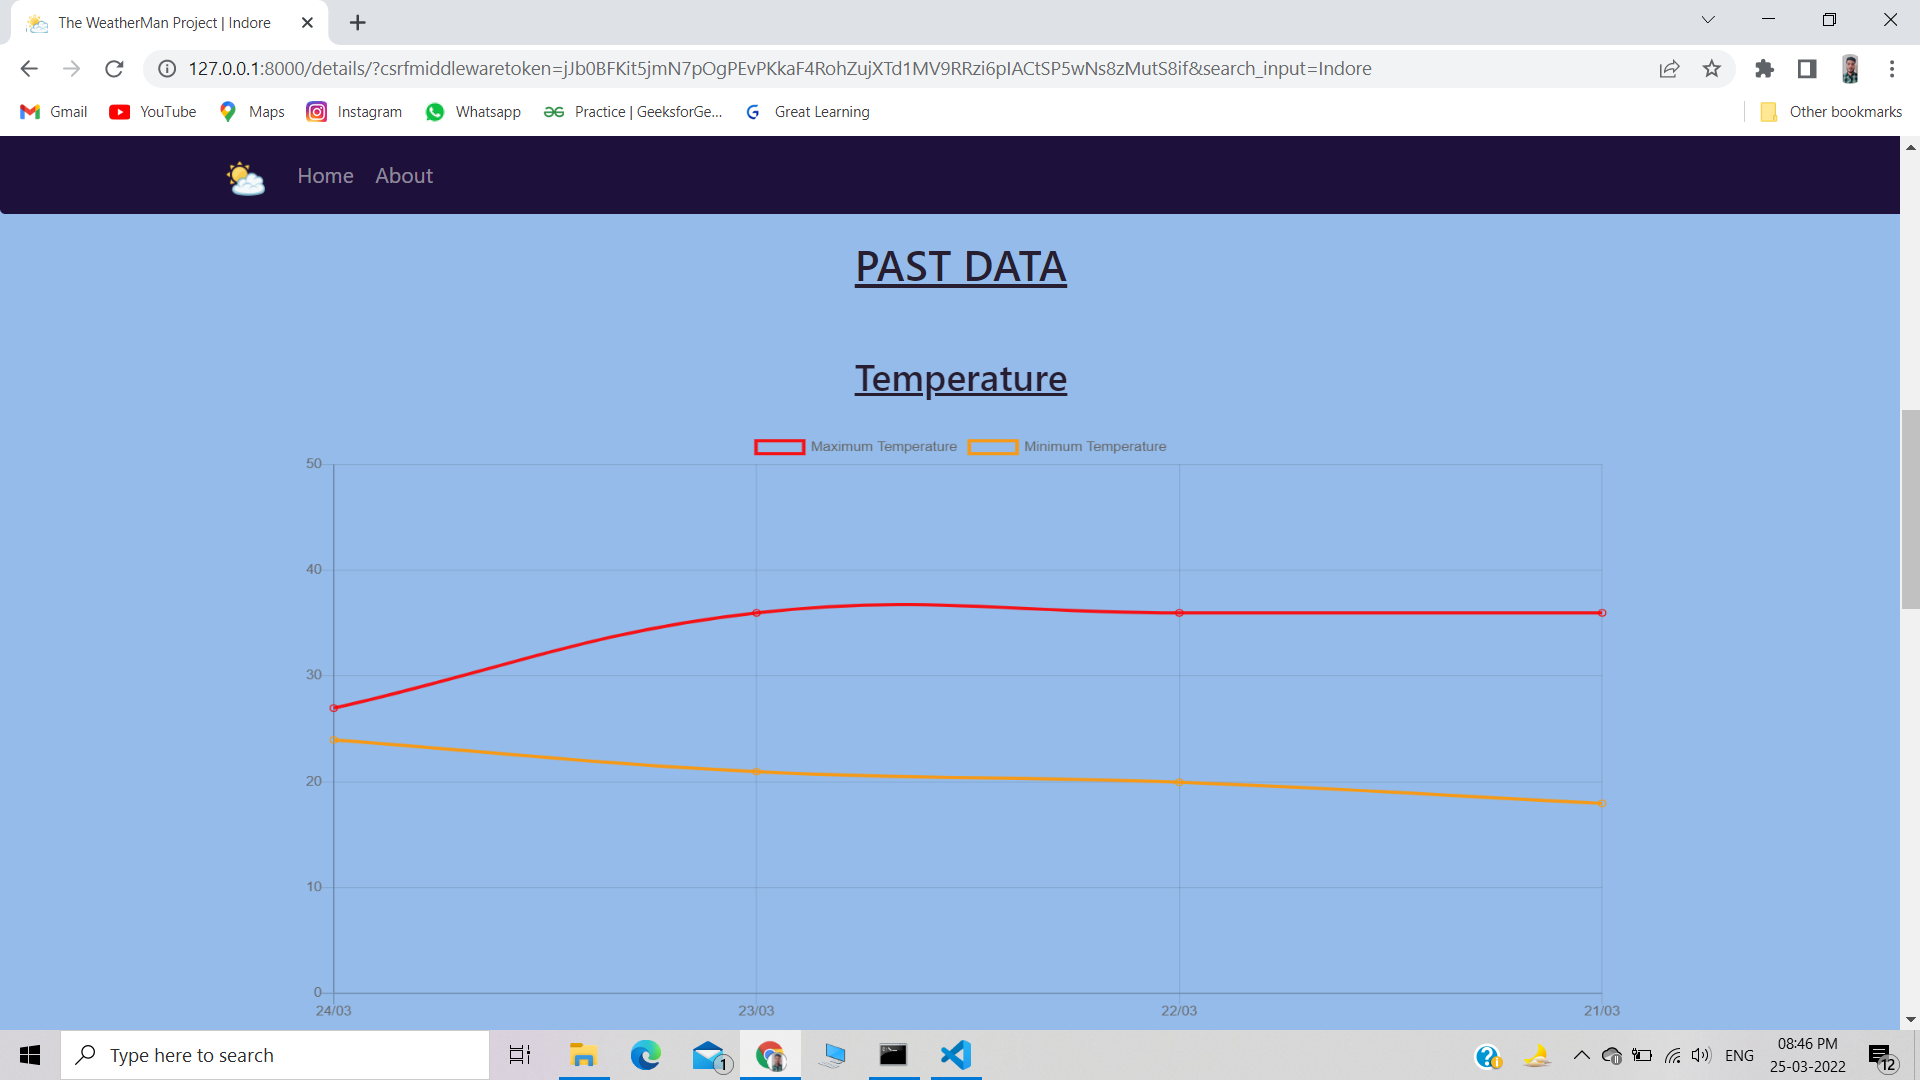 The WeatherMan Project | Indore
127.0.0.1:8000/details/?csrfmiddlewaretoken=jJb0BFKit5jmN7pOgPEvPKkaF4RohZujXTd1MV9RRzi6pIACtSP5wNs8zMutS8if&search_input=Indore
Gmail YouTube Maps Instagram Whatsapp Practice | GeeksforGe... Great Learning Other bookmarks
Home About
PAST DATA
Temperature
Maximum Temperature Minimum Temperature
50
40
30
20
10
0
24/03 23/03 22/03 21/03
Type here to search
1
ENG
08:46 PM
25-03-2022
12